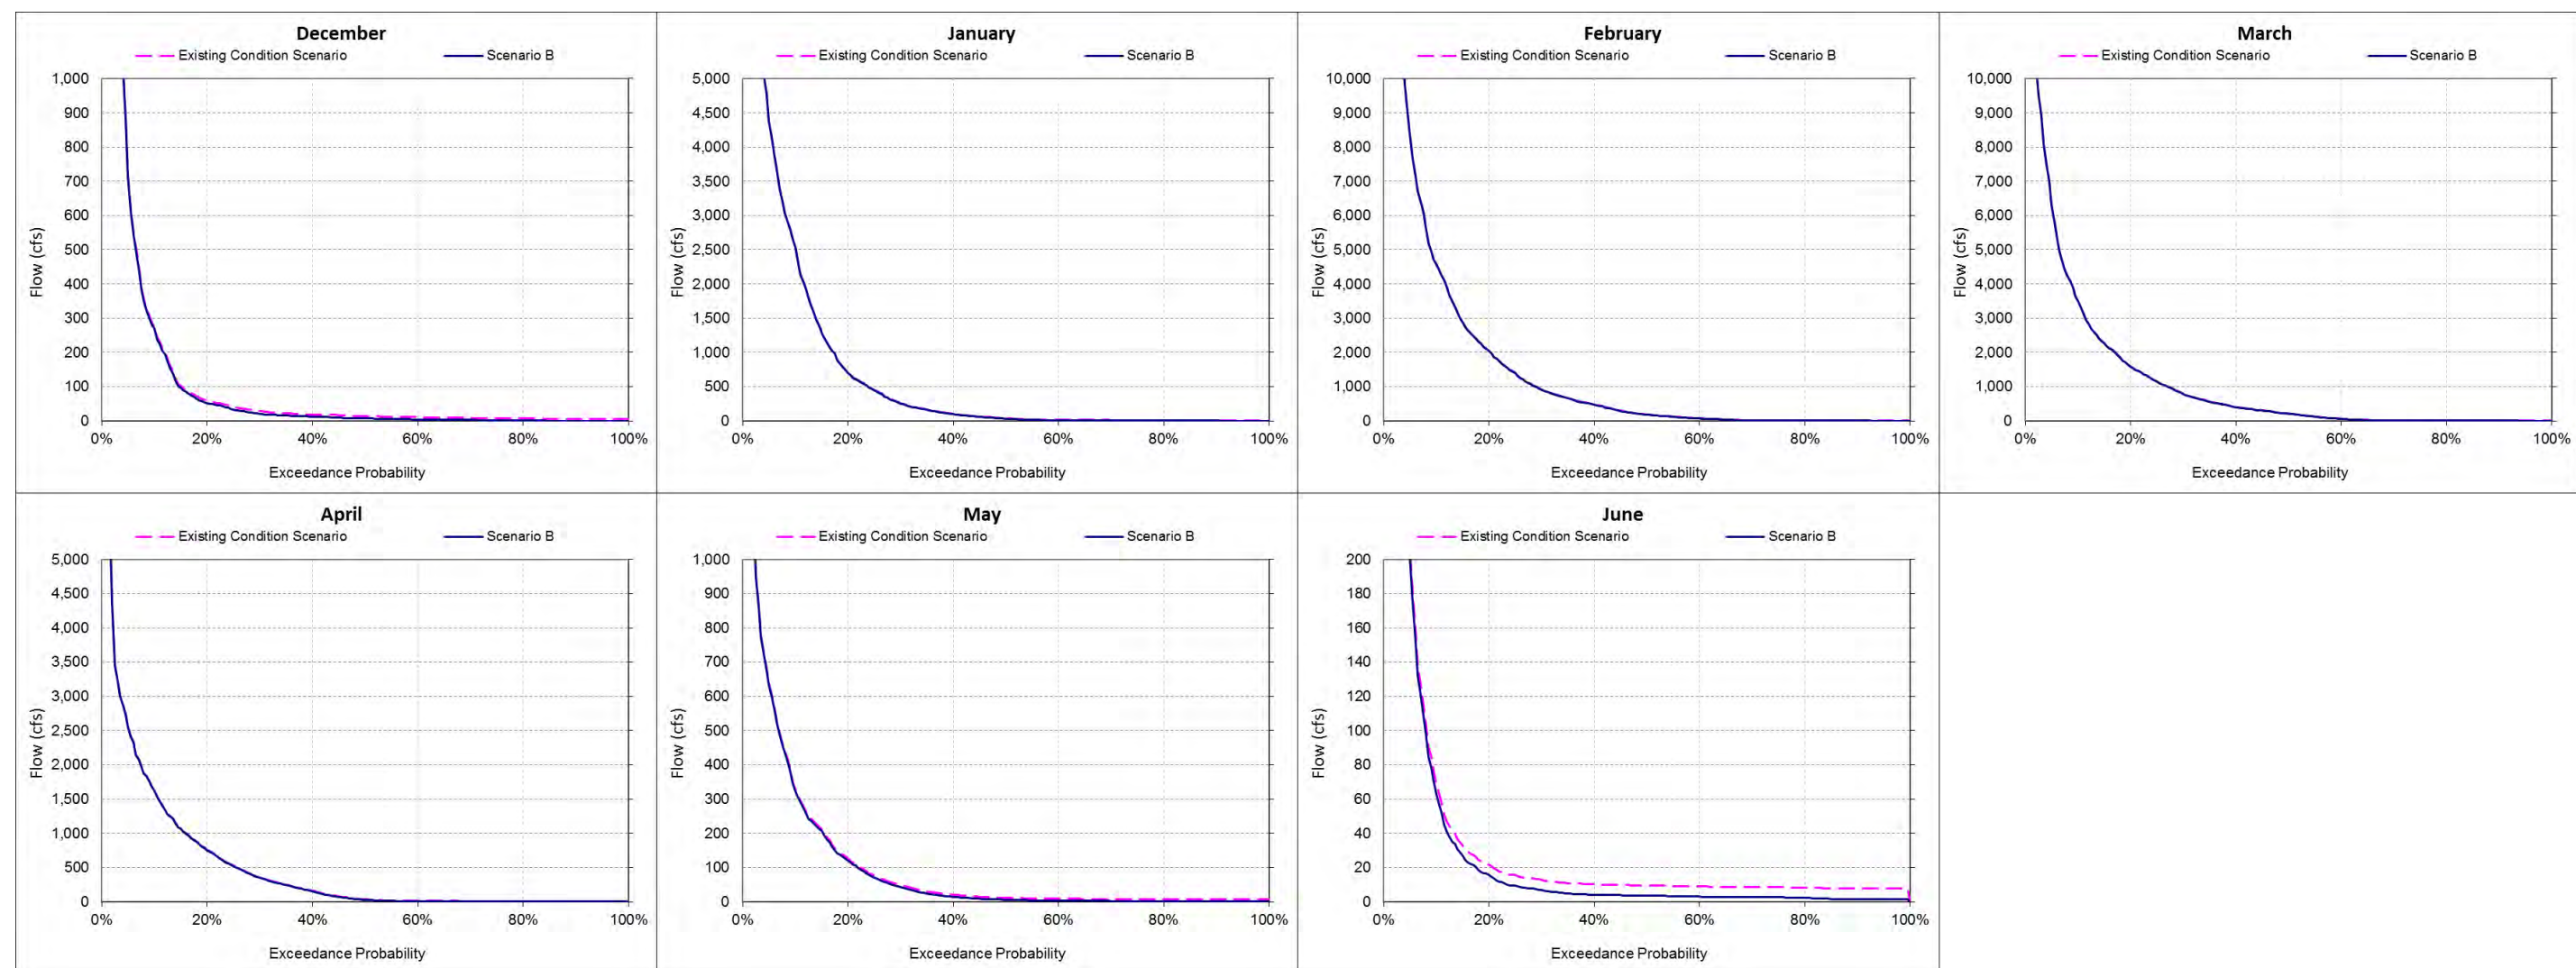 December
Existing Condition Scenario Scenario B
1,000
900
800
700
600
500
400
300
200
100
0
Flow (cfs)
0% 20% 40% 60% 80% 100%
Exceedance Probability
January
Existing Condition Scenario Scenario B
5,000
4,500
4,000
3,500
3,000
2,500
2,000
1,500
1,000
500
0
Flow (cfs)
0% 20% 40% 60% 80% 100%
Exceedance Probability
February
Existing Condition Scenario Scenario B
10,000
9,000
8,000
7,000
6,000
5,000
4,000
3,000
2,000
1,000
0
Flow (cfs)
0% 20% 40% 60% 80% 100%
Exceedance Probability
March
Existing Condition Scenario Scenario B
10,000
9,000
8,000
7,000
6,000
5,000
4,000
3,000
2,000
1,000
0
Flow (cfs)
0% 20% 40% 60% 80% 100%
Exceedance Probability
April
Existing Condition Scenario Scenario B
5,000
4,500
4,000
3,500
3,000
2,500
2,000
1,500
1,000
500
0
Flow (cfs)
0% 20% 40% 60% 80% 100%
Exceedance Probability
May
Existing Condition Scenario Scenario B
1,000
900
800
700
600
500
400
300
200
100
0
Flow (cfs)
0% 20% 40% 60% 80% 100%
Exceedance Probability
June
Existing Condition Scenario Scenario B
200
180
160
140
120
100
80
60
40
20
0
Flow (cfs)
0% 20% 40% 60% 80% 100%
Exceedance Probability